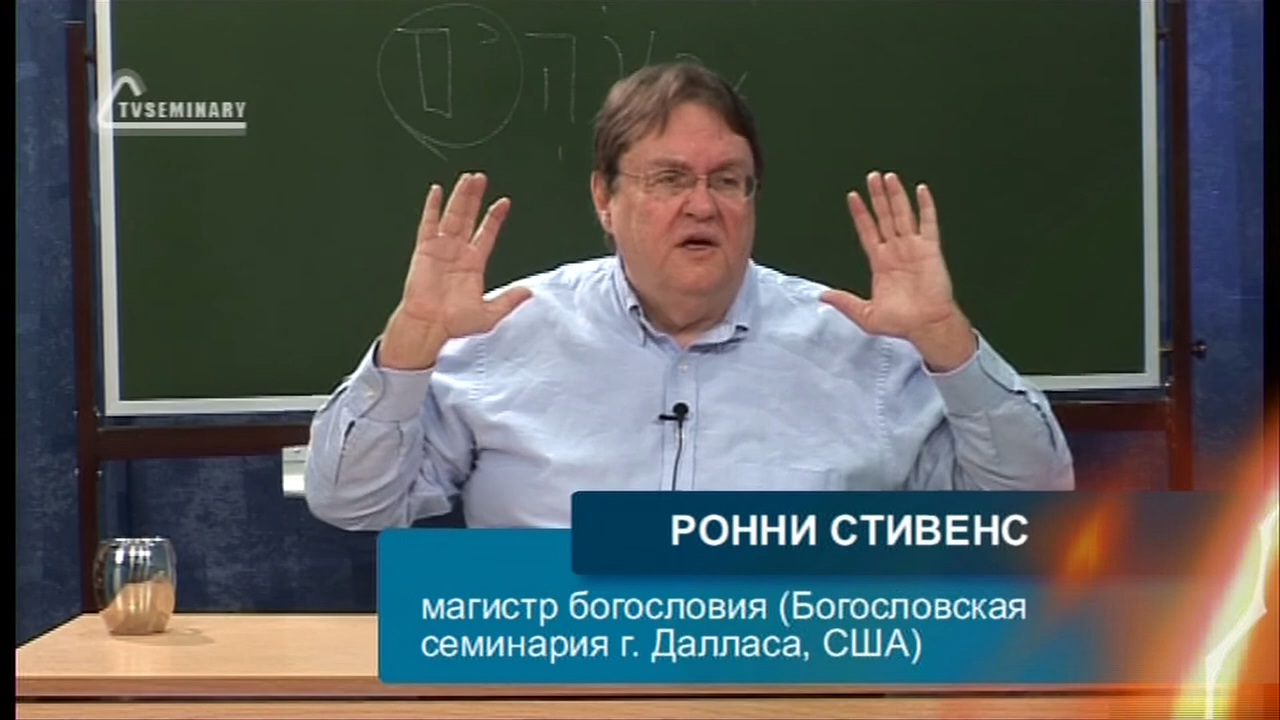 TVSEMINARY
РОННИ СТИВЕНС
магистр богословия (Богословская
семинария г. Далласа, США)